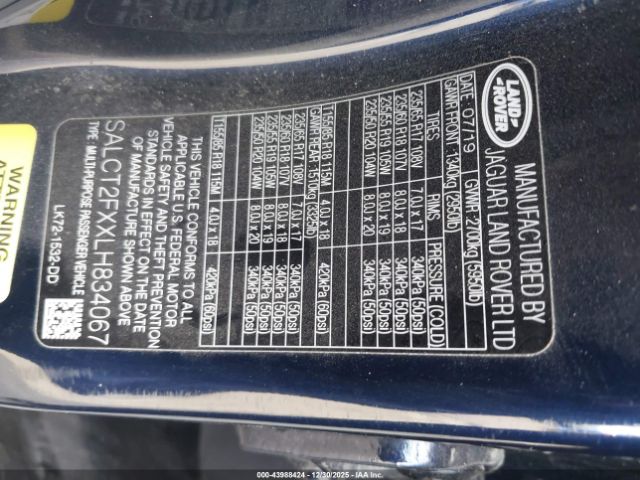 LAND
ROVER
MANUFACTURED BY
JAGUAR LAND ROVER LTD
DATE: 07/19 GVWR: 2700kg (5950lb)
GAWR FRONT: 1340kg (2950lb)
TIRES RIMS PRESSURE (COLD)
235/65 R17 108V 7.0J x 17 340kPa (50psi)
235/60 R18 107V 8.0J x 18 340kPa (50psi)
235/55 R19 105W 8.0J x 19 340kPa (50psi)
235/50 R20 104W 8.0J x 20 340kPa (50psi)
T155/85 R18 115M 4.0J x 18 420kPa (60psi)
GAWR REAR: 1510kg (3325lb)
235/65 R17 108V 7.0J x 17 340kPa (50psi)
235/60 R18 107V 8.0J x 18 340kPa (50psi)
235/55 R19 105W 8.0J x 19 340kPa (50psi)
235/50 R20 104W 8.0J x 20 340kPa (50psi)
T155/85 R18 115M 4.0J x 18 420kPa (60psi)
THIS VEHICLE CONFORMS TO ALL
APPLICABLE U.S. FEDERAL MOTOR
VEHICLE SAFETY AND THEFT PREVENTION
STANDARDS IN EFFECT ON THE DATE
OF MANUFACTURE SHOWN ABOVE
SALCT2FXXLH834067
TYPE: MULTI-PURPOSE PASSENGER VEHICLE
LK72-1532-DD
WARNING
000-43988424 - 12/30/2025 - IAAI.COM